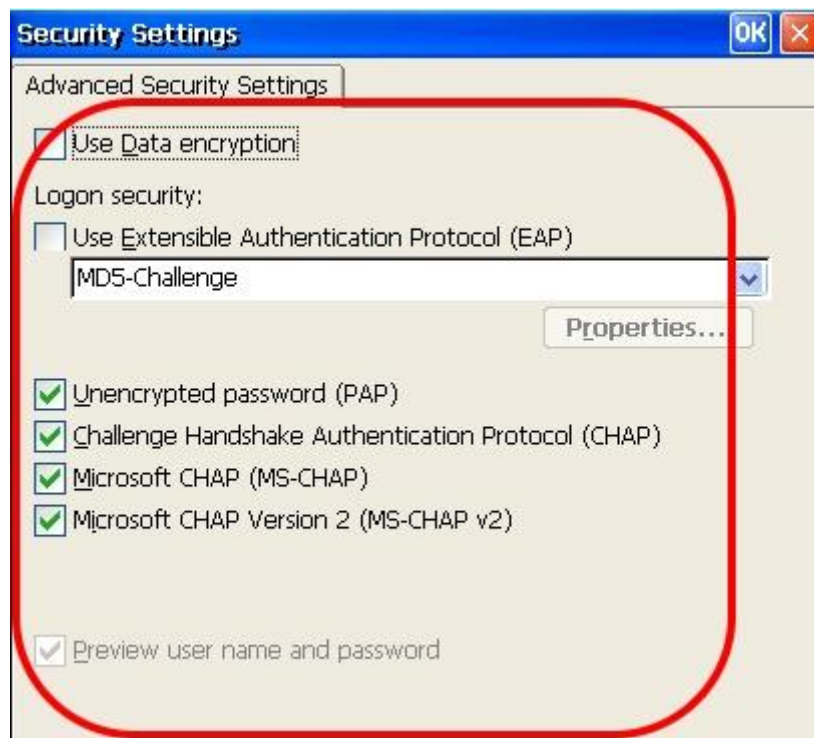 Security Settings OK
Advanced Security Settings
Use Data encryption
Logon security:
Use Extensible Authentication Protocol (EAP)
MD5-Challenge
Properties...
Unencrypted password (PAP)
Challenge Handshake Authentication Protocol (CHAP)
Microsoft CHAP (MS-CHAP)
Microsoft CHAP Version 2 (MS-CHAP v2)
Preview user name and password